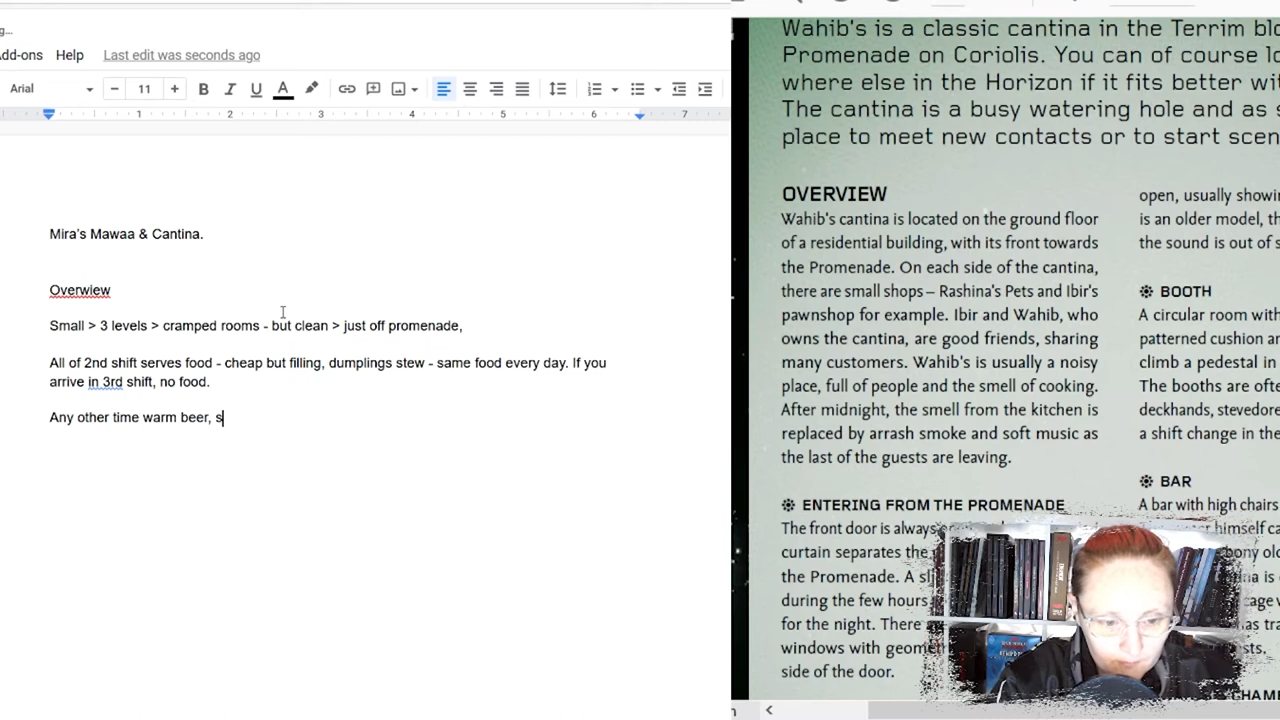 Add-ons Help Last edit was seconds ago
Arial 11 B I U A
1 2 3 4 5 6 7
Mira's Mawaa & Cantina.
Overwiew
Small > 3 levels > cramped rooms - but clean > just off promenade,
All of 2nd shift serves food - cheap but filling, dumplings stew - same food every day. If you
arrive in 3rd shift, no food.
Any other time warm beer, s
Wahib's is a classic cantina in the Terrim
Promenade on Coriolis. You can of course
where else in the Horizon if it fits better
The cantina is a busy watering hole and as
place to meet new contacts or to start
OVERVIEW
Wahib's cantina is located on the ground floor
of a residential building, with its front towards
the Promenade. On each side of the cantina,
there are small shops – Rashina's Pets and Ibir's
pawnshop for example. Ibir and Wahib, who
owns the cantina, are good friends, sharing
many customers. Wahib's is usually a noisy
place, full of people and the smell of cooking.
After midnight, the smell from the kitchen is
replaced by arrash smoke and soft music as
the last of the guests are leaving.
ENTERING FROM THE PROMENADE
The front door is always
curtain separates the
the Promenade. A
during the few hours
for the night. There
windows with
side of the door.
open, usually
is an older model,
the sound is out of
BOOTH
A circular room with
patterned cushion
climb a pedestal in
The booths are
deckhands,
a shift change in the
BAR
A bar with high chairs
himself